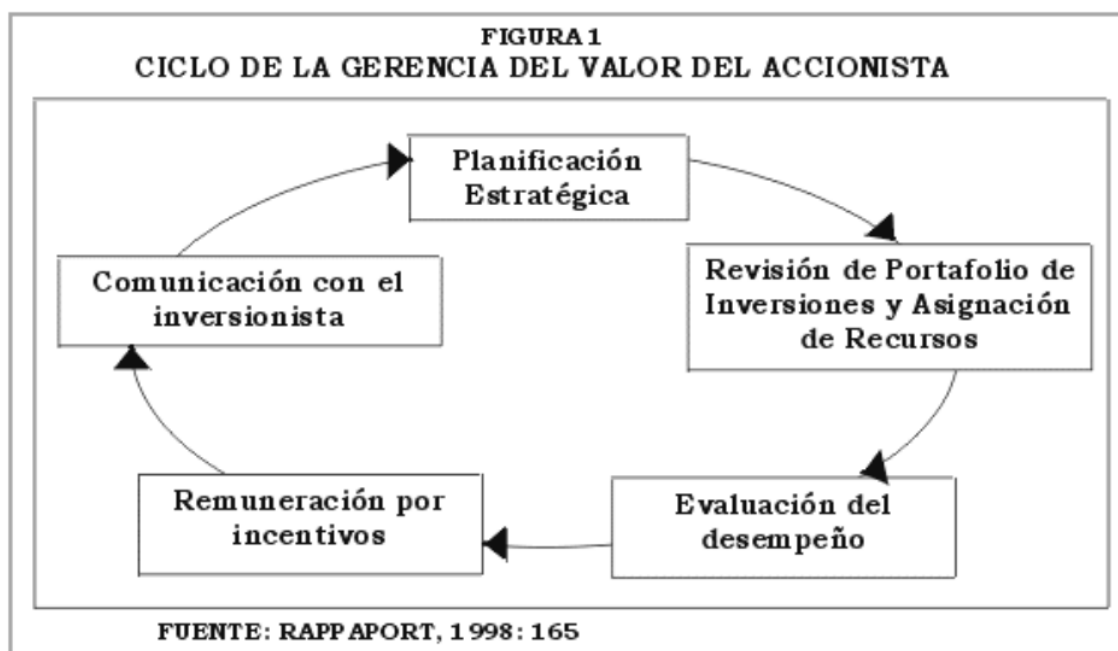 FIGURA 1
CICLO DE LA GERENCIA DEL VALOR DEL ACCIONISTA
Planificación
Estratégica
Revisión de Portafolio de
Inversiones y Asignación
de Recursos
Evaluación del
desempeño
Remuneración por
incentivos
Comunicación con el
inversionista
FUENTE: RAPPAPORT, 1998: 165